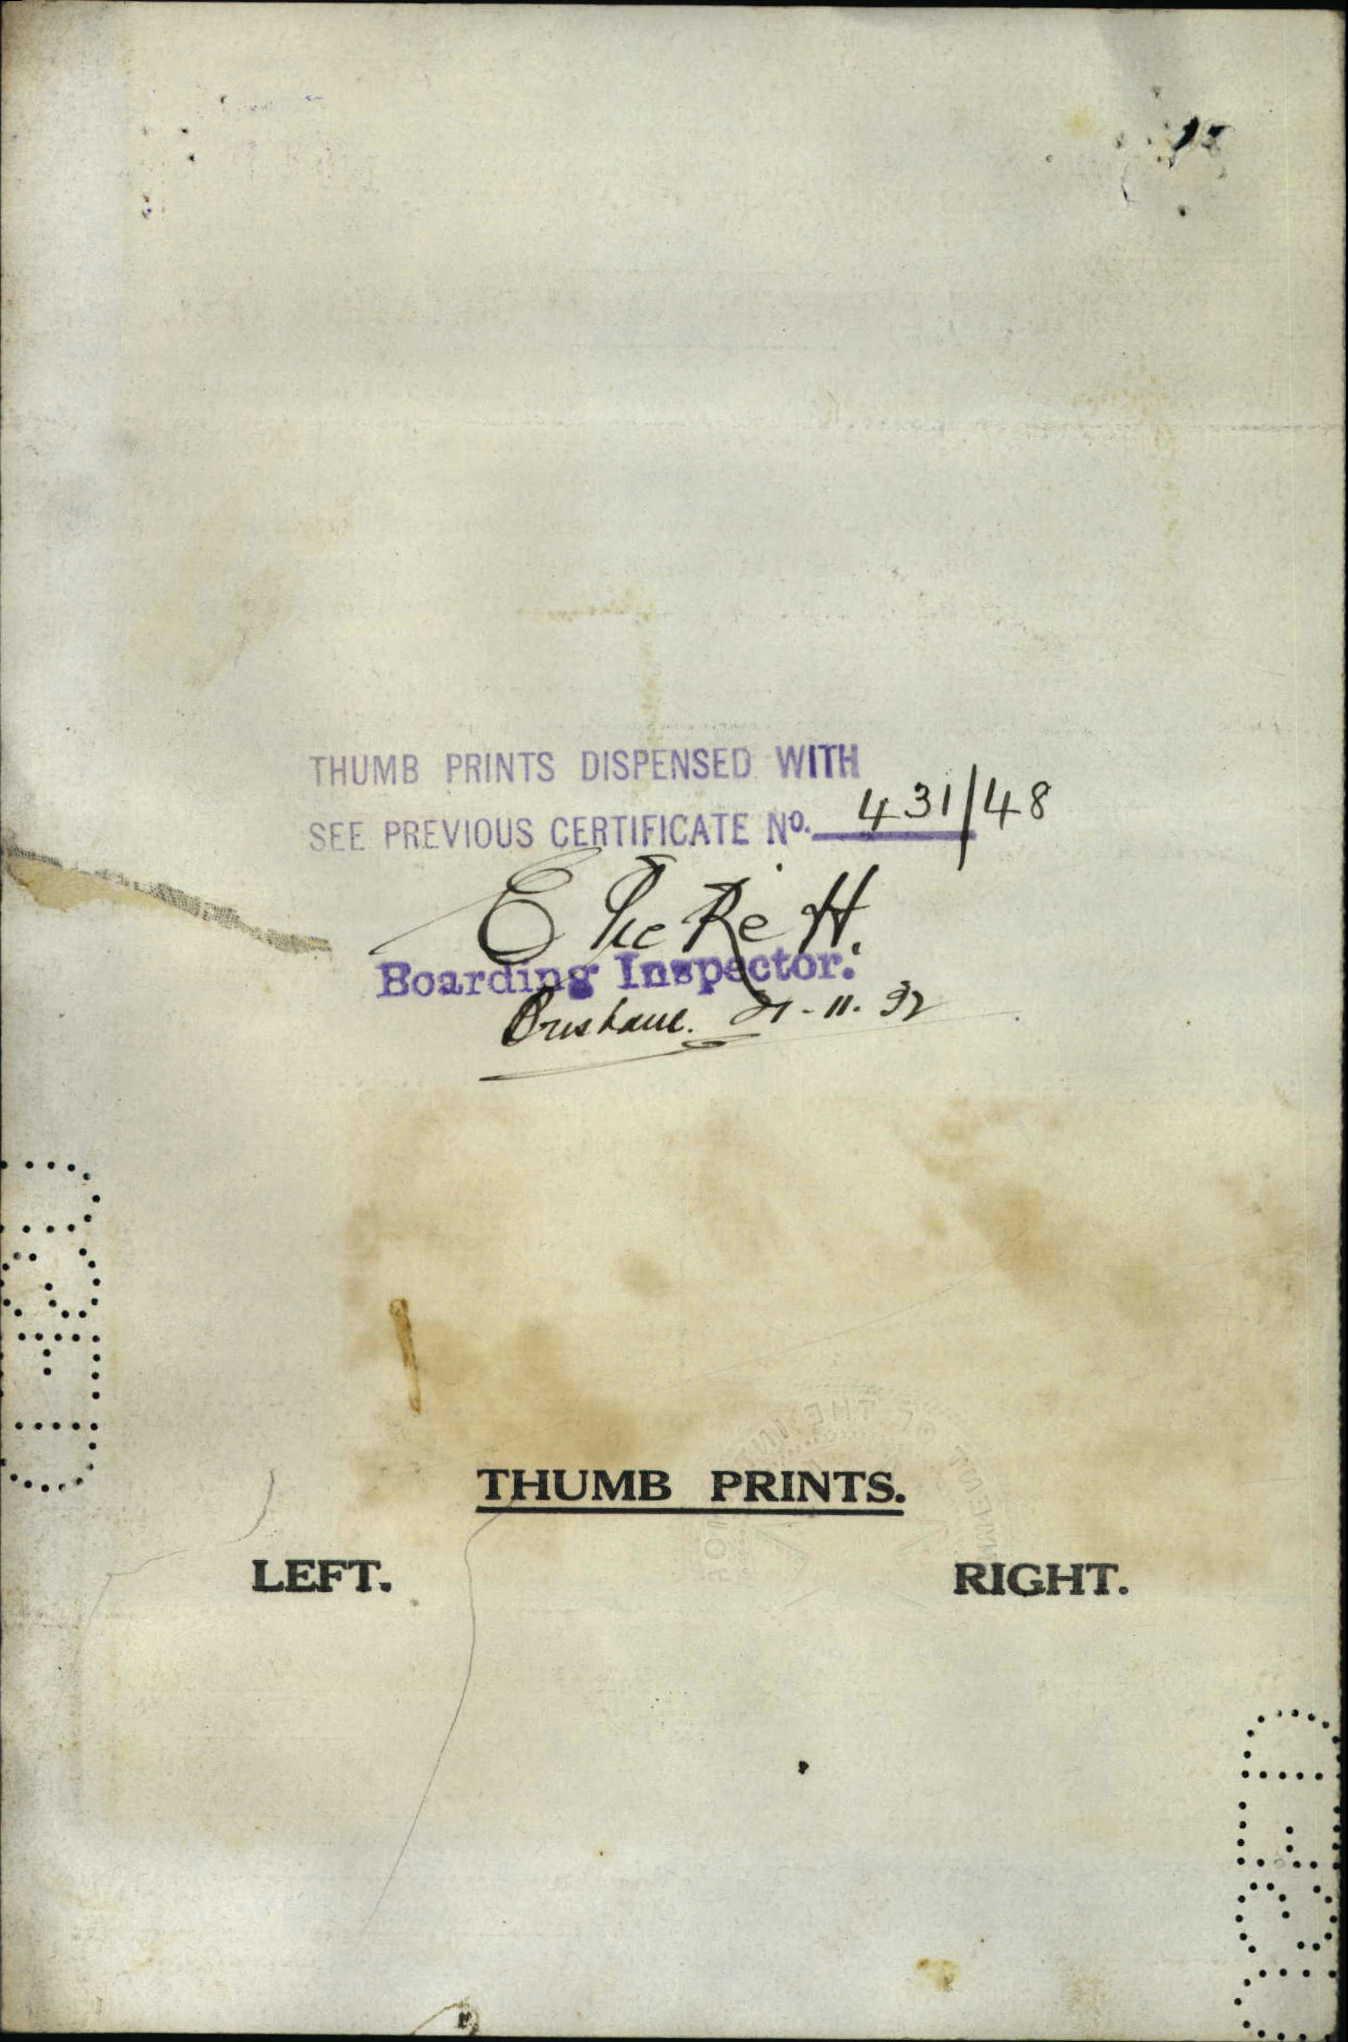 THUMB PRINTS DISPENSED WITH
SEE PREVIOUS CERTIFICATE No. 431/48
Boarding Inspector.
Brisbane. 21-11-32
THUMB PRINTS.
LEFT. RIGHT.